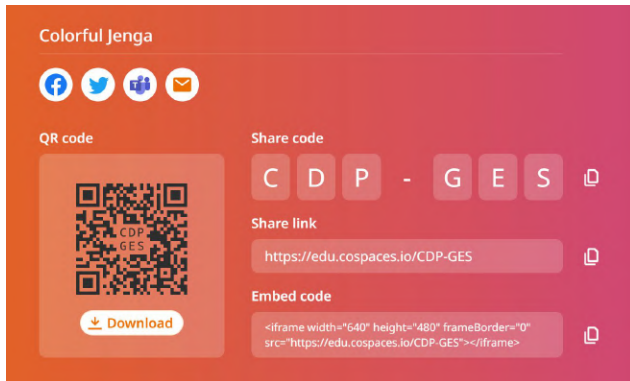 Colorful Jenga
QR code
CDP
GES
Download
Share code
C D P - G E S
Share link
https://edu.cospaces.io/CDP-GES
Embed code
<iframe width="640" height="480" frameBorder="0"
src="https://edu.cospaces.io/CDP-GES"></iframe>